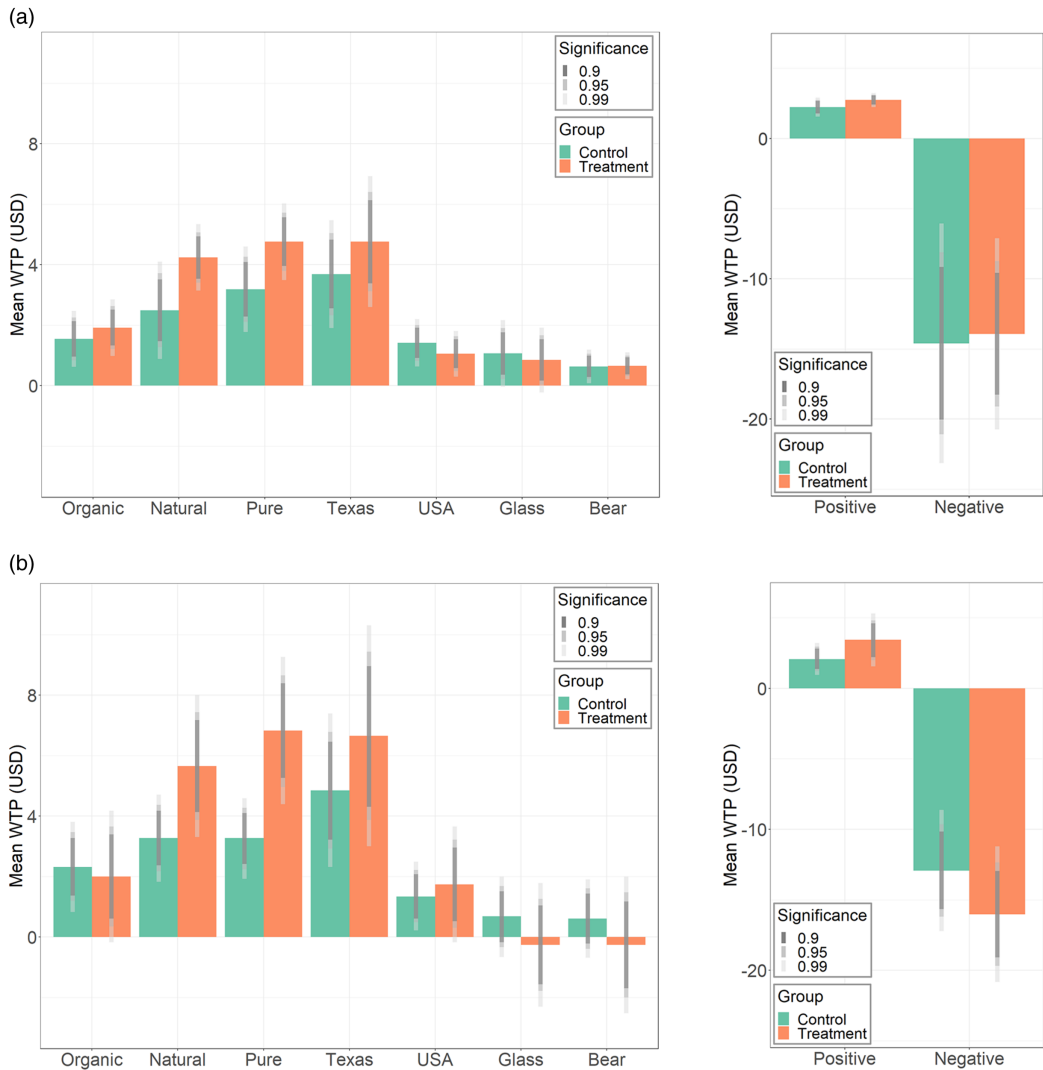 (a)
Significance
0.9
0.95
0.99
Group
Control
Treatment
8
4
0
Mean WTP (USD)
Organic Natural Pure Texas USA Glass Bear
0
-10
-20
Mean WTP (USD)
Significance
0.9
0.95
0.99
Group
Control
Treatment
Positive Negative
(b)
Significance
0.9
0.95
0.99
Group
Control
Treatment
8
4
0
Mean WTP (USD)
Organic Natural Pure Texas USA Glass Bear
0
-10
-20
Mean WTP (USD)
Significance
0.9
0.95
0.99
Group
Control
Treatment
Positive Negative